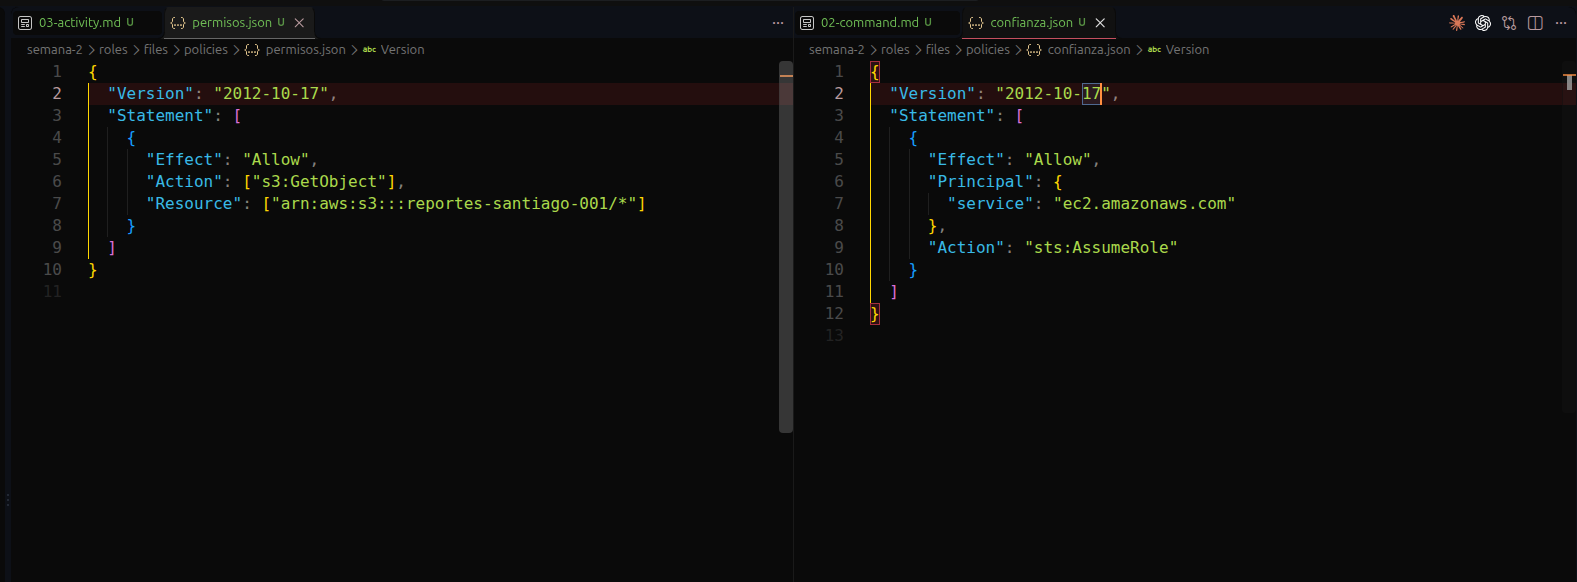 03-activity.md U
permisos.json U
semana-2 > roles > files > policies > {..} permisos.json > abc Version
1 {
2 "Version": "2012-10-17",
3 "Statement": [
4 {
5 "Effect": "Allow",
6 "Action": ["s3:GetObject"],
7 "Resource": ["arn:aws:s3:::reportes-santiago-001/*"]
8 }
9 ]
10 }
11
02-command.md U
{..} confianza.json U
semana-2 > roles > files > policies > {..} confianza.json > abc Version
1 {
2 "Version": "2012-10-17",
3 "Statement": [
4 {
5 "Effect": "Allow",
6 "Principal": {
7 "service": "ec2.amazonaws.com"
8 },
9 "Action": "sts:AssumeRole"
10 }
11 ]
12 }
13